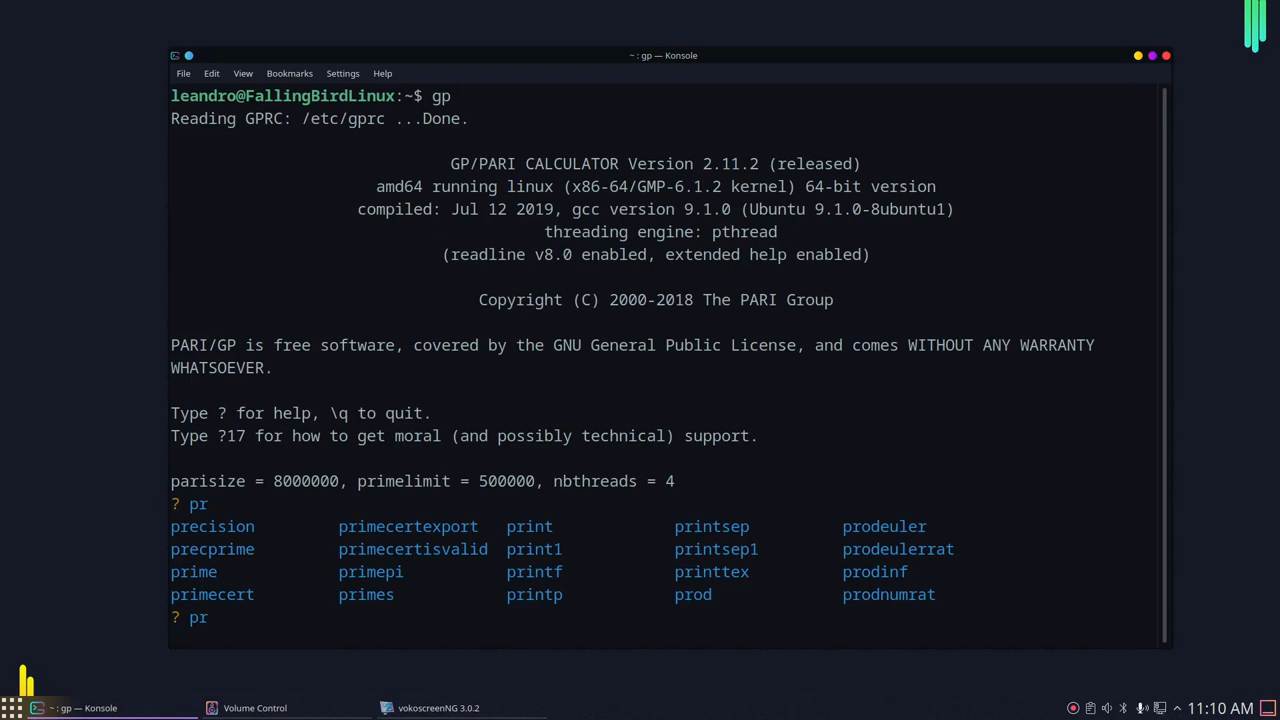 ~ : gp — Konsole
File Edit View Bookmarks Settings Help
leandro@FallingBirdLinux:~$ gp
Reading GPRC: /etc/gprc ...Done.
GP/PARI CALCULATOR Version 2.11.2 (released)
amd64 running linux (x86-64/GMP-6.1.2 kernel) 64-bit version
compiled: Jul 12 2019, gcc version 9.1.0 (Ubuntu 9.1.0-8ubuntu1)
threading engine: pthread
(readline v8.0 enabled, extended help enabled)
Copyright (C) 2000-2018 The PARI Group
PARI/GP is free software, covered by the GNU General Public License, and comes WITHOUT ANY WARRANTY
WHATSOEVER.
Type ? for help, \q to quit.
Type ?17 for how to get moral (and possibly technical) support.
parisize = 8000000, primelimit = 500000, nbthreads = 4
? pr
precision primecertexport print printsep prodeuler
precprime primecertisvalid print1 printsep1 prodeulerrat
prime primepi printf printtex prodinf
primecert primes printp prod prodnumrat
? pr
~ : gp — Konsole Volume Control vokoscreenNG 3.0.2 11:10 AM